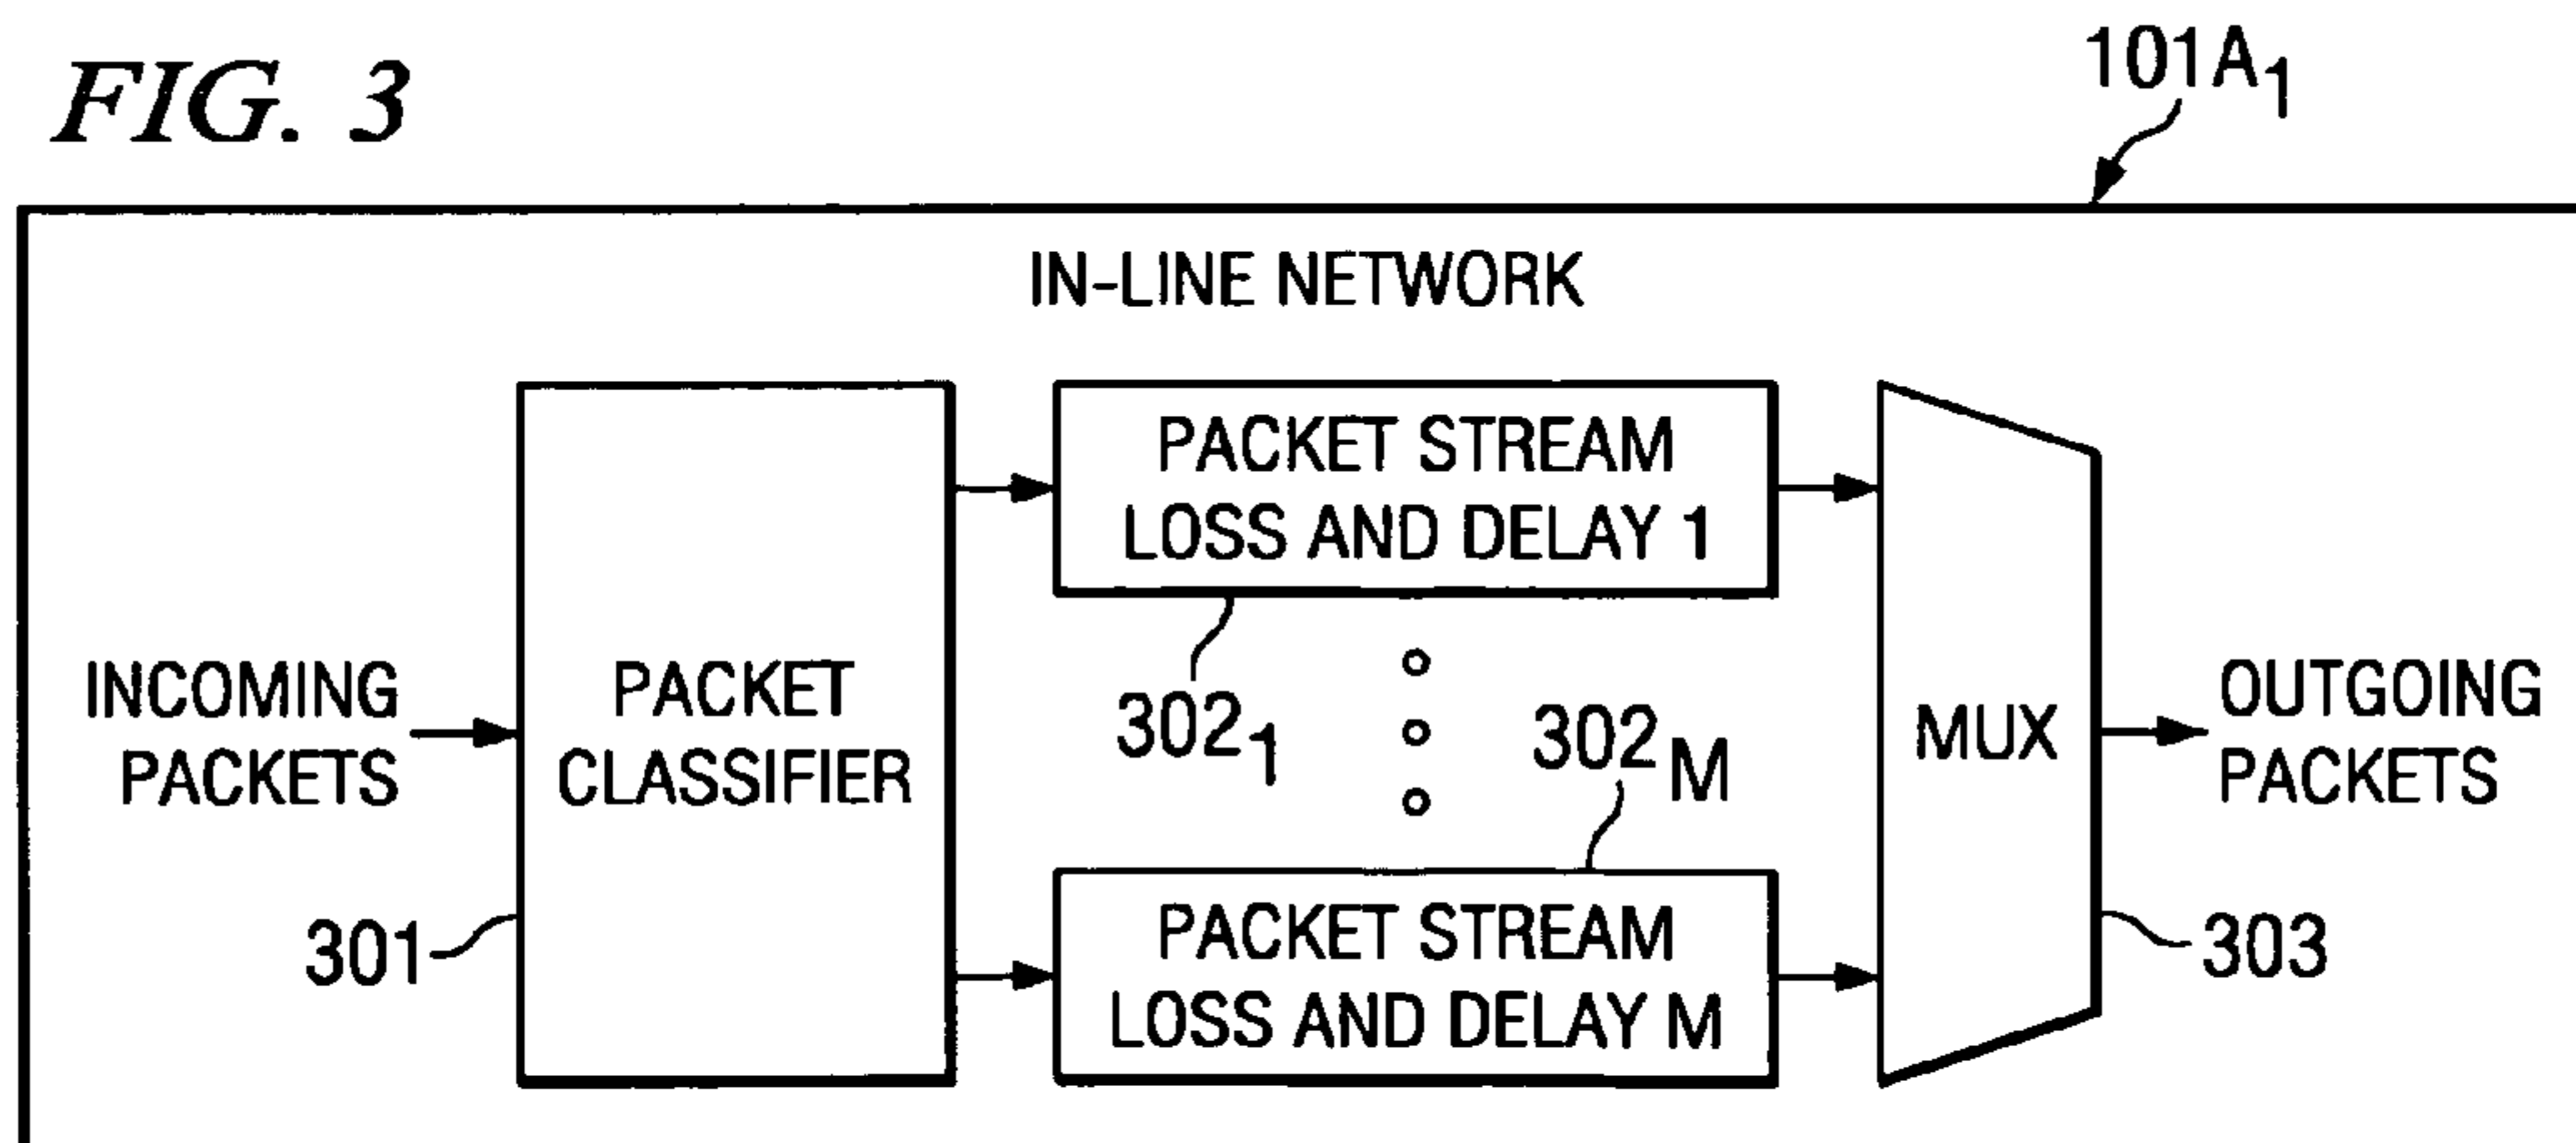 FIG. 3
101A1
IN-LINE NETWORK
INCOMING
PACKETS
301
PACKET
CLASSIFIER
PACKET STREAM
LOSS AND DELAY 1
3021
302M
PACKET STREAM
LOSS AND DELAY M
MUX
303
OUTGOING
PACKETS